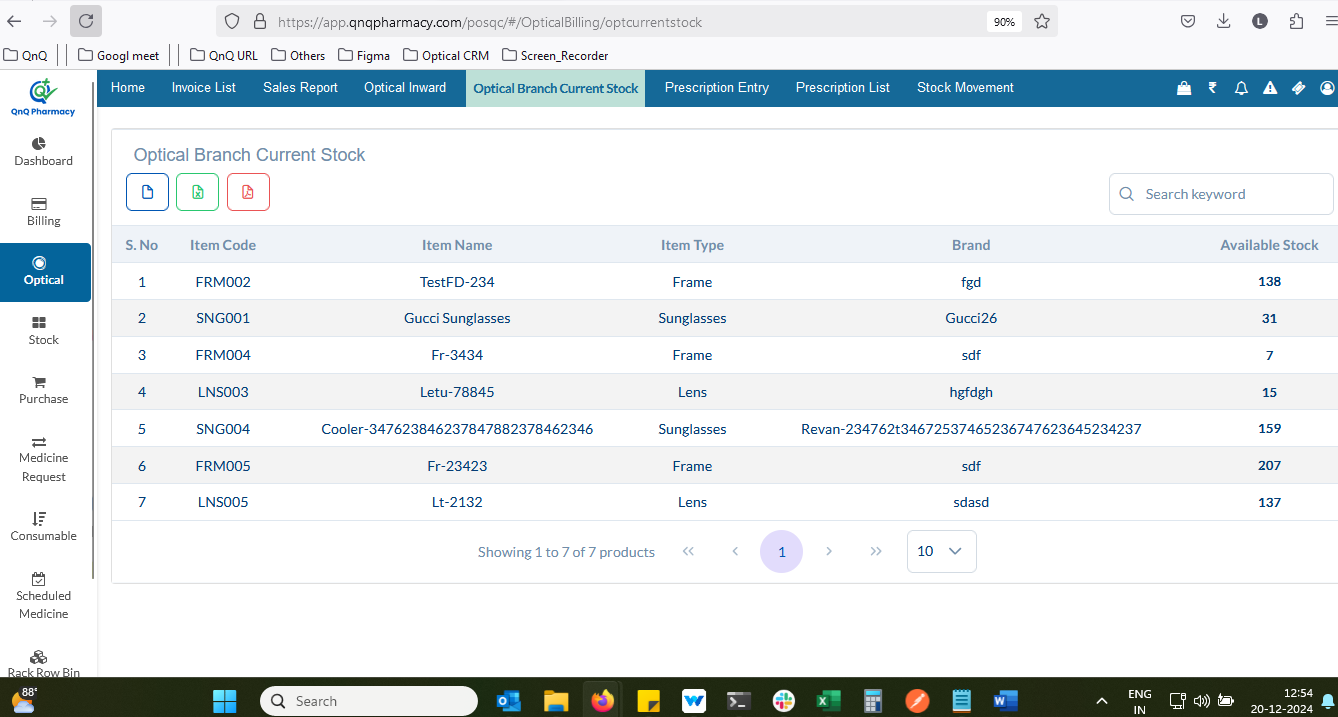 https://app.qnqpharmacy.com/posqc/#/OpticalBilling/optcurrentstock 90% L
QnQ Googl meet QnQ URL Others Figma Optical CRM Screen_Recorder
QnQ Pharmacy
Home Invoice List Sales Report Optical Inward Optical Branch Current Stock Prescription Entry Prescription List Stock Movement
Dashboard
Billing
Optical
Stock
Purchase
Medicine
Request
Consumable
Scheduled
Medicine
Rack Row Bin
Optical Branch Current Stock
Search keyword
S. No Item Code Item Name Item Type Brand Available Stock
1 FRM002 TestFD-234 Frame fgd 138
2 SNG001 Gucci Sunglasses Sunglasses Gucci26 31
3 FRM004 Fr-3434 Frame sdf 7
4 LNS003 Letu-78845 Lens hgfdgh 15
5 SNG004 Cooler-347623846237847882378462346 Sunglasses Revan-234762t34672537465236747623645234237 159
6 FRM005 Fr-23423 Frame sdf 207
7 LNS005 Lt-2132 Lens sdasd 137
Showing 1 to 7 of 7 products « ‹ 1 › » 10
88° Search ENG 12:54
IN 20-12-2024